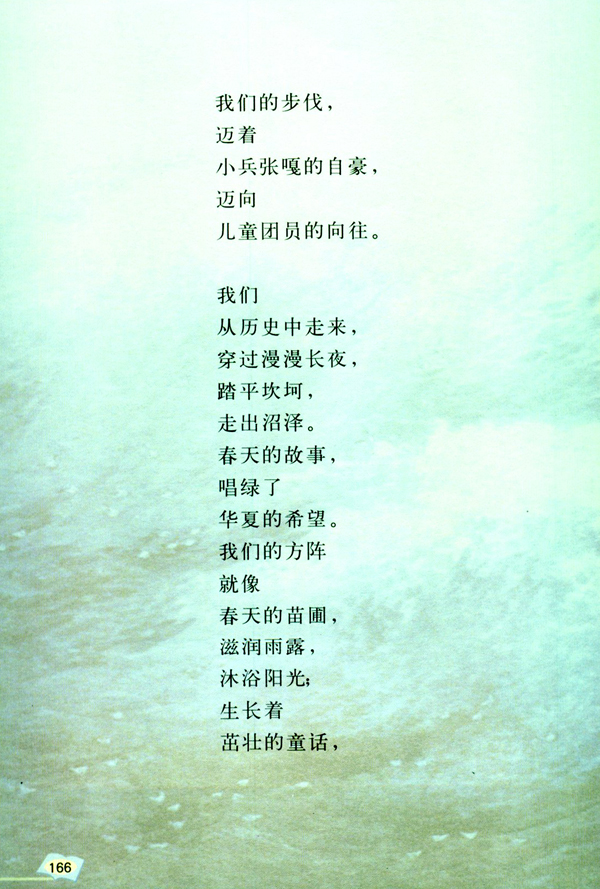 我们的步伐，
迈着
小兵张嘎的自豪，
迈向
儿童团员的向往。
我们
从历史中走来，
穿过漫漫长夜，
踏平坎坷，
走出沼泽。
春天的故事，
唱绿了
华夏的希望。
我们的方阵
就像
春天的苗圃，
滋润雨露，
沐浴阳光；
生长着
茁壮的童话，
166